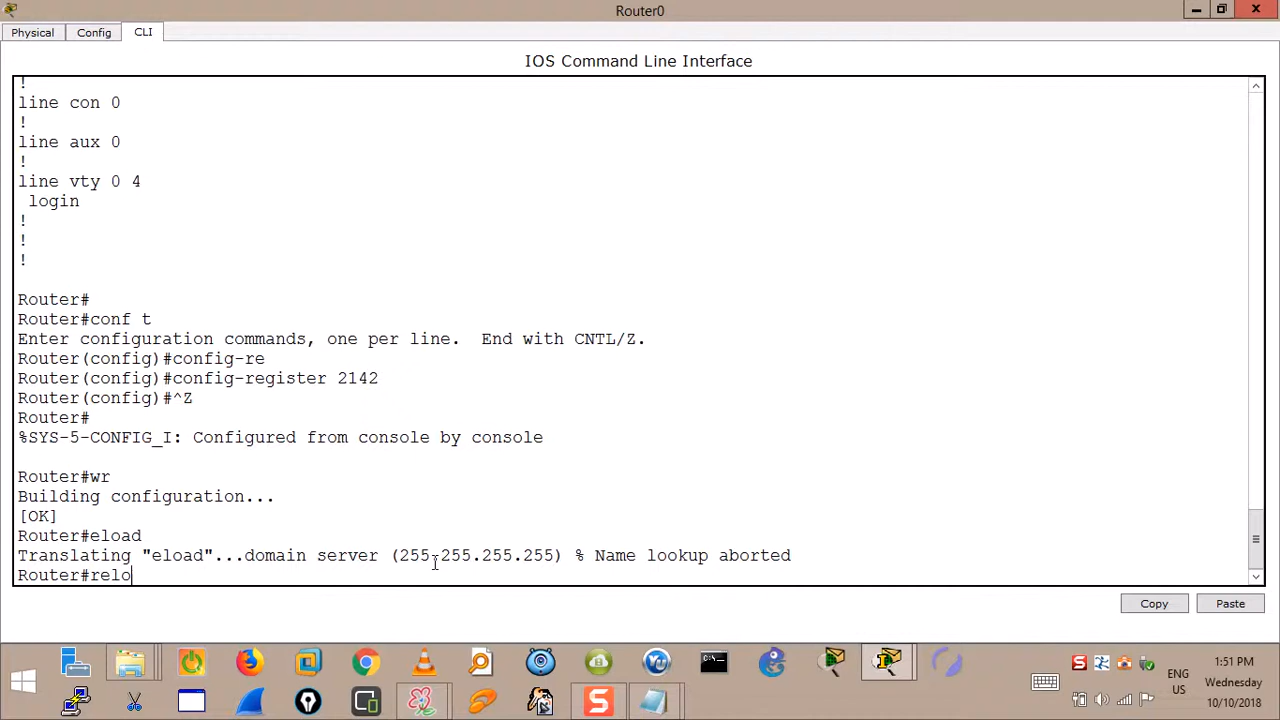 Router0
Physical
Config
CLI
IOS Command Line Interface
!
line con 0
!
line aux 0
!
line vty 0 4
 login
!
!
!
Router#
Router#conf t
Enter configuration commands, one per line.  End with CNTL/Z.
Router(config)#config-re
Router(config)#config-register 2142
Router(config)#^Z
Router#
%SYS-5-CONFIG_I: Configured from console by console
Router#wr
Building configuration...
[OK]
Router#eload
Translating "eload"...domain server (255.255.255.255) % Name lookup aborted
Router#relo
Copy
Paste
ENG
US
1:51 PM
Wednesday
10/10/2018